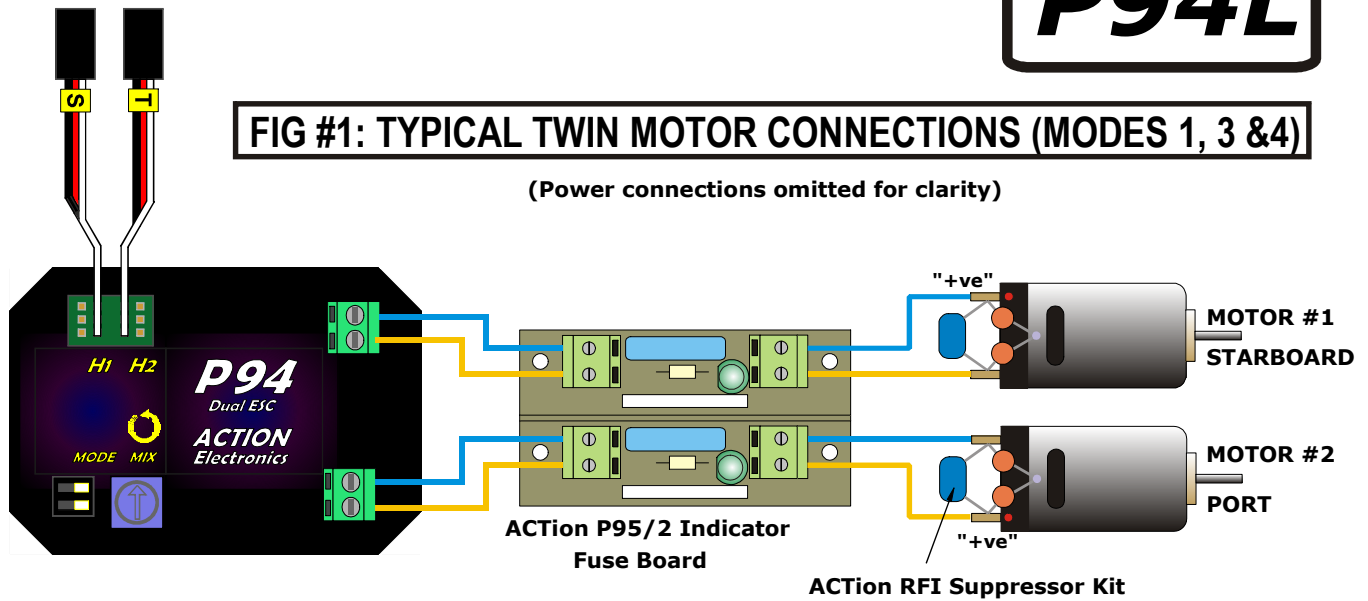 P94L
S
T
FIG #1: TYPICAL TWIN MOTOR CONNECTIONS (MODES 1, 3 &4)
(Power connections omitted for clarity)
"+ve"
MOTOR #1
STARBOARD
H1 H2
P94
Dual ESC
ACTION
Electronics
MODE MIX
MOTOR #2
PORT
"+ve"
ACTion P95/2 Indicator
Fuse Board
ACTion RFI Suppressor Kit